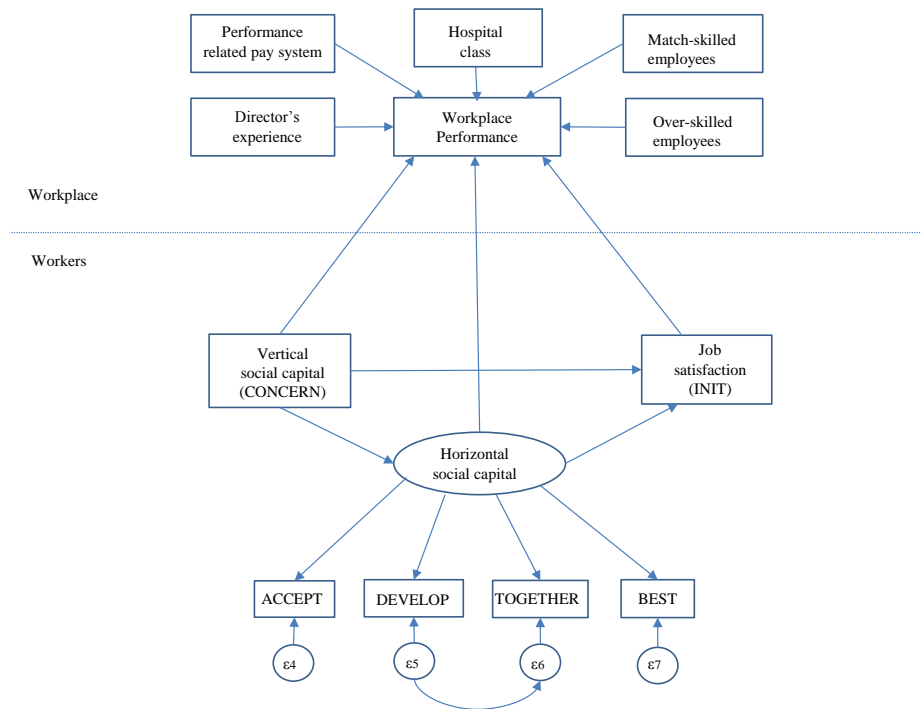 Performance
related pay system
Hospital
class
Match-skilled
employees
Director’s
experience
Workplace
Performance
Over-skilled
employees
Workplace
Workers
Vertical
social capital
(CONCERN)
Job
satisfaction
(INIT)
Horizontal
social capital
ACCEPT
DEVELOP
TOGETHER
BEST
ε4
ε5
ε6
ε7